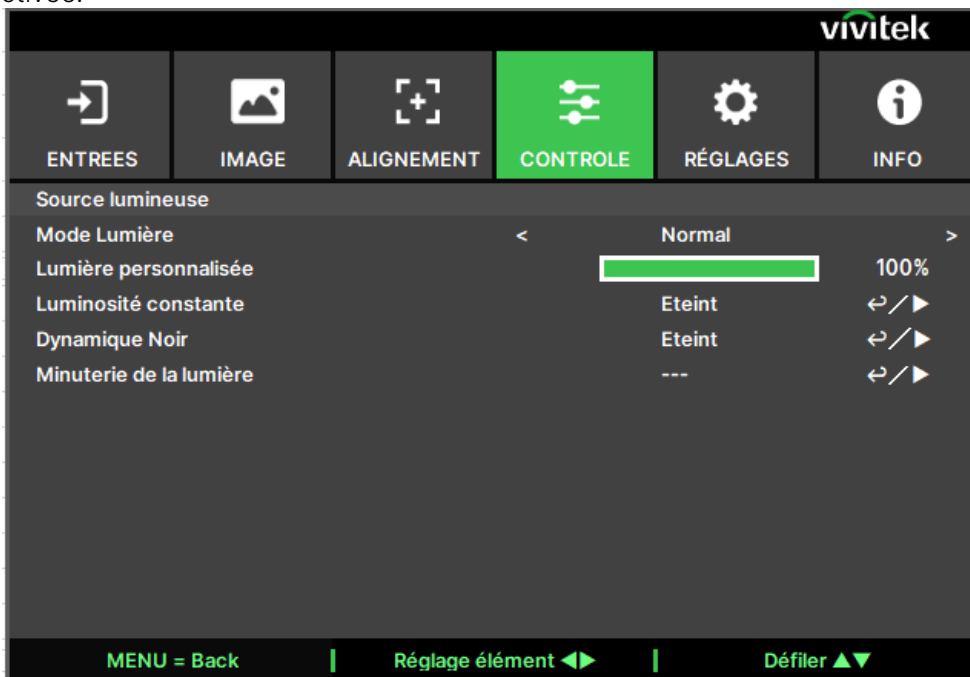 vivitek
ENTREES IMAGE ALIGNEMENT CONTROLE RÉGLAGES INFO
Source lumineuse
Mode Lumière < Normal >
Lumière personnalisée 100%
Luminosité constante Eteint ↩/▶
Dynamique Noir Eteint ↩/▶
Minuterie de la lumière --- ↩/▶
MENU = Back Réglage élément ◀▶ Défiler ▲▼